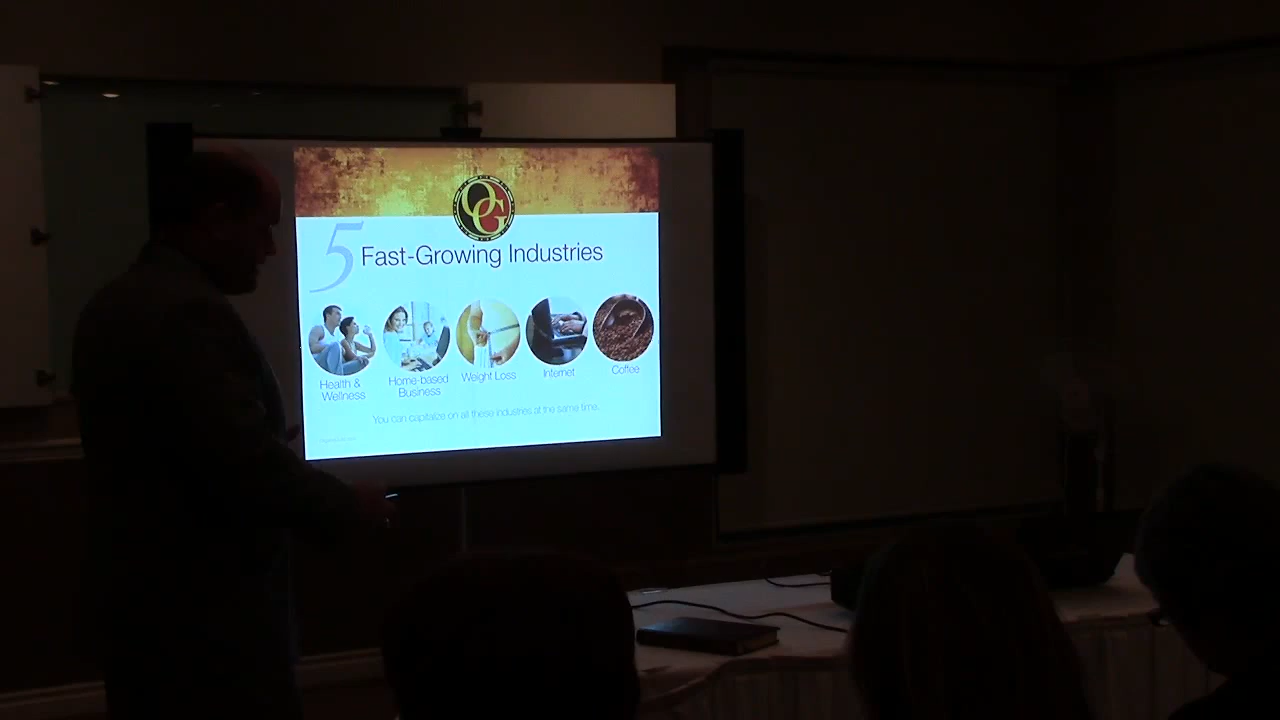 OG
5 Fast-Growing Industries
Health & Wellness
Home-based Business
Weight Loss
Internet
Coffee
You can capitalize on all these industries at the same time.